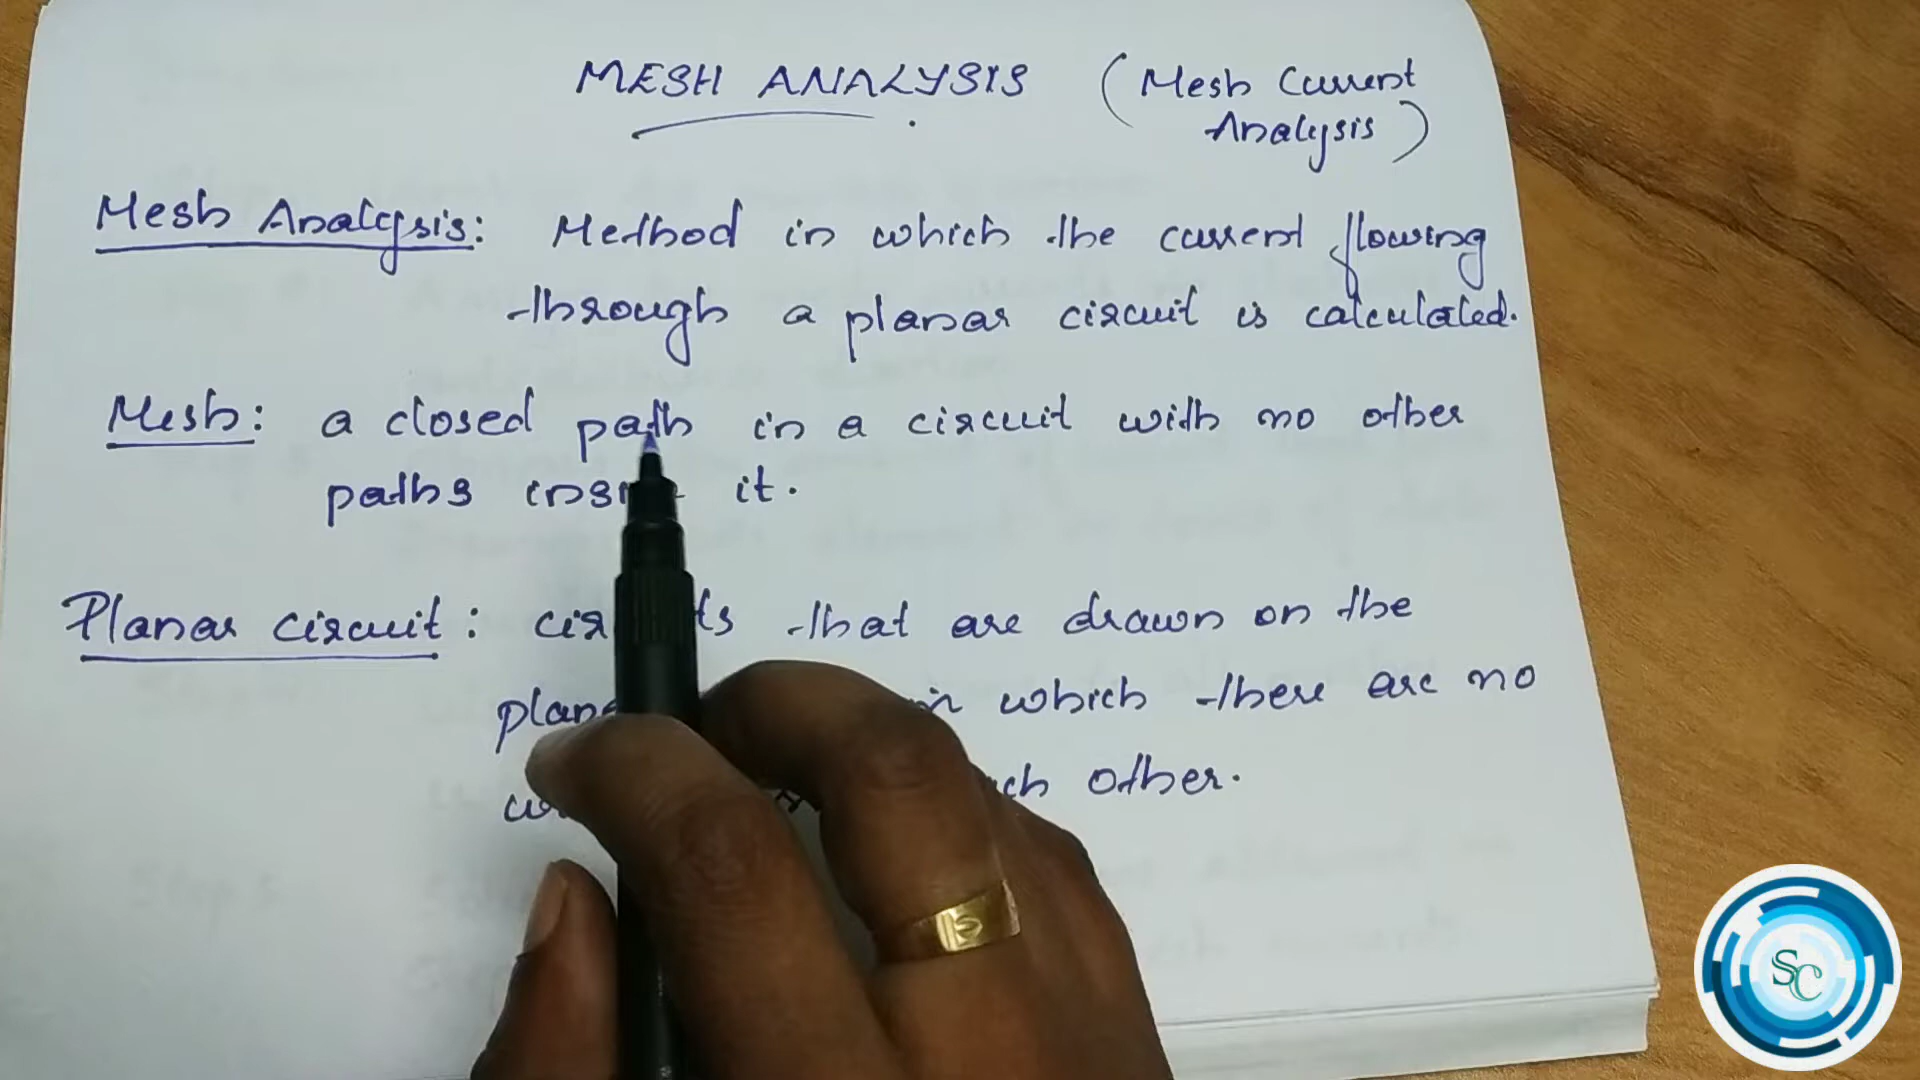 MESH ANALYSIS (Mesh Current
Analysis)
Mesh Analysis: Method in which the current flowing
through a planar circuit is calculated.
Mesh: a closed path in a circuit with no other
paths it.
Planar circuit: that are drawn on the
which there are no
other.
SC